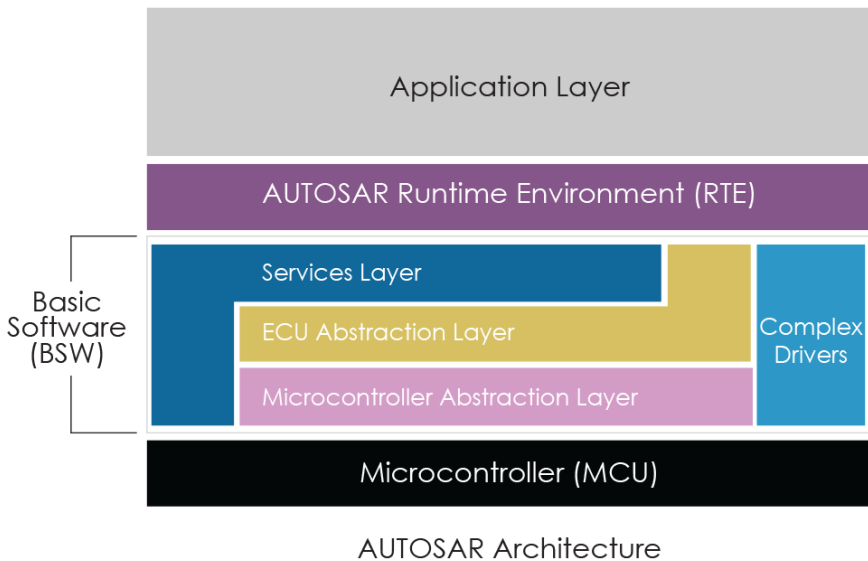 Application Layer
AUTOSAR Runtime Environment (RTE)
Basic
Software
(BSW)
Services Layer
ECU Abstraction Layer
Complex
Drivers
Microcontroller Abstraction Layer
Microcontroller (MCU)
AUTOSAR Architecture